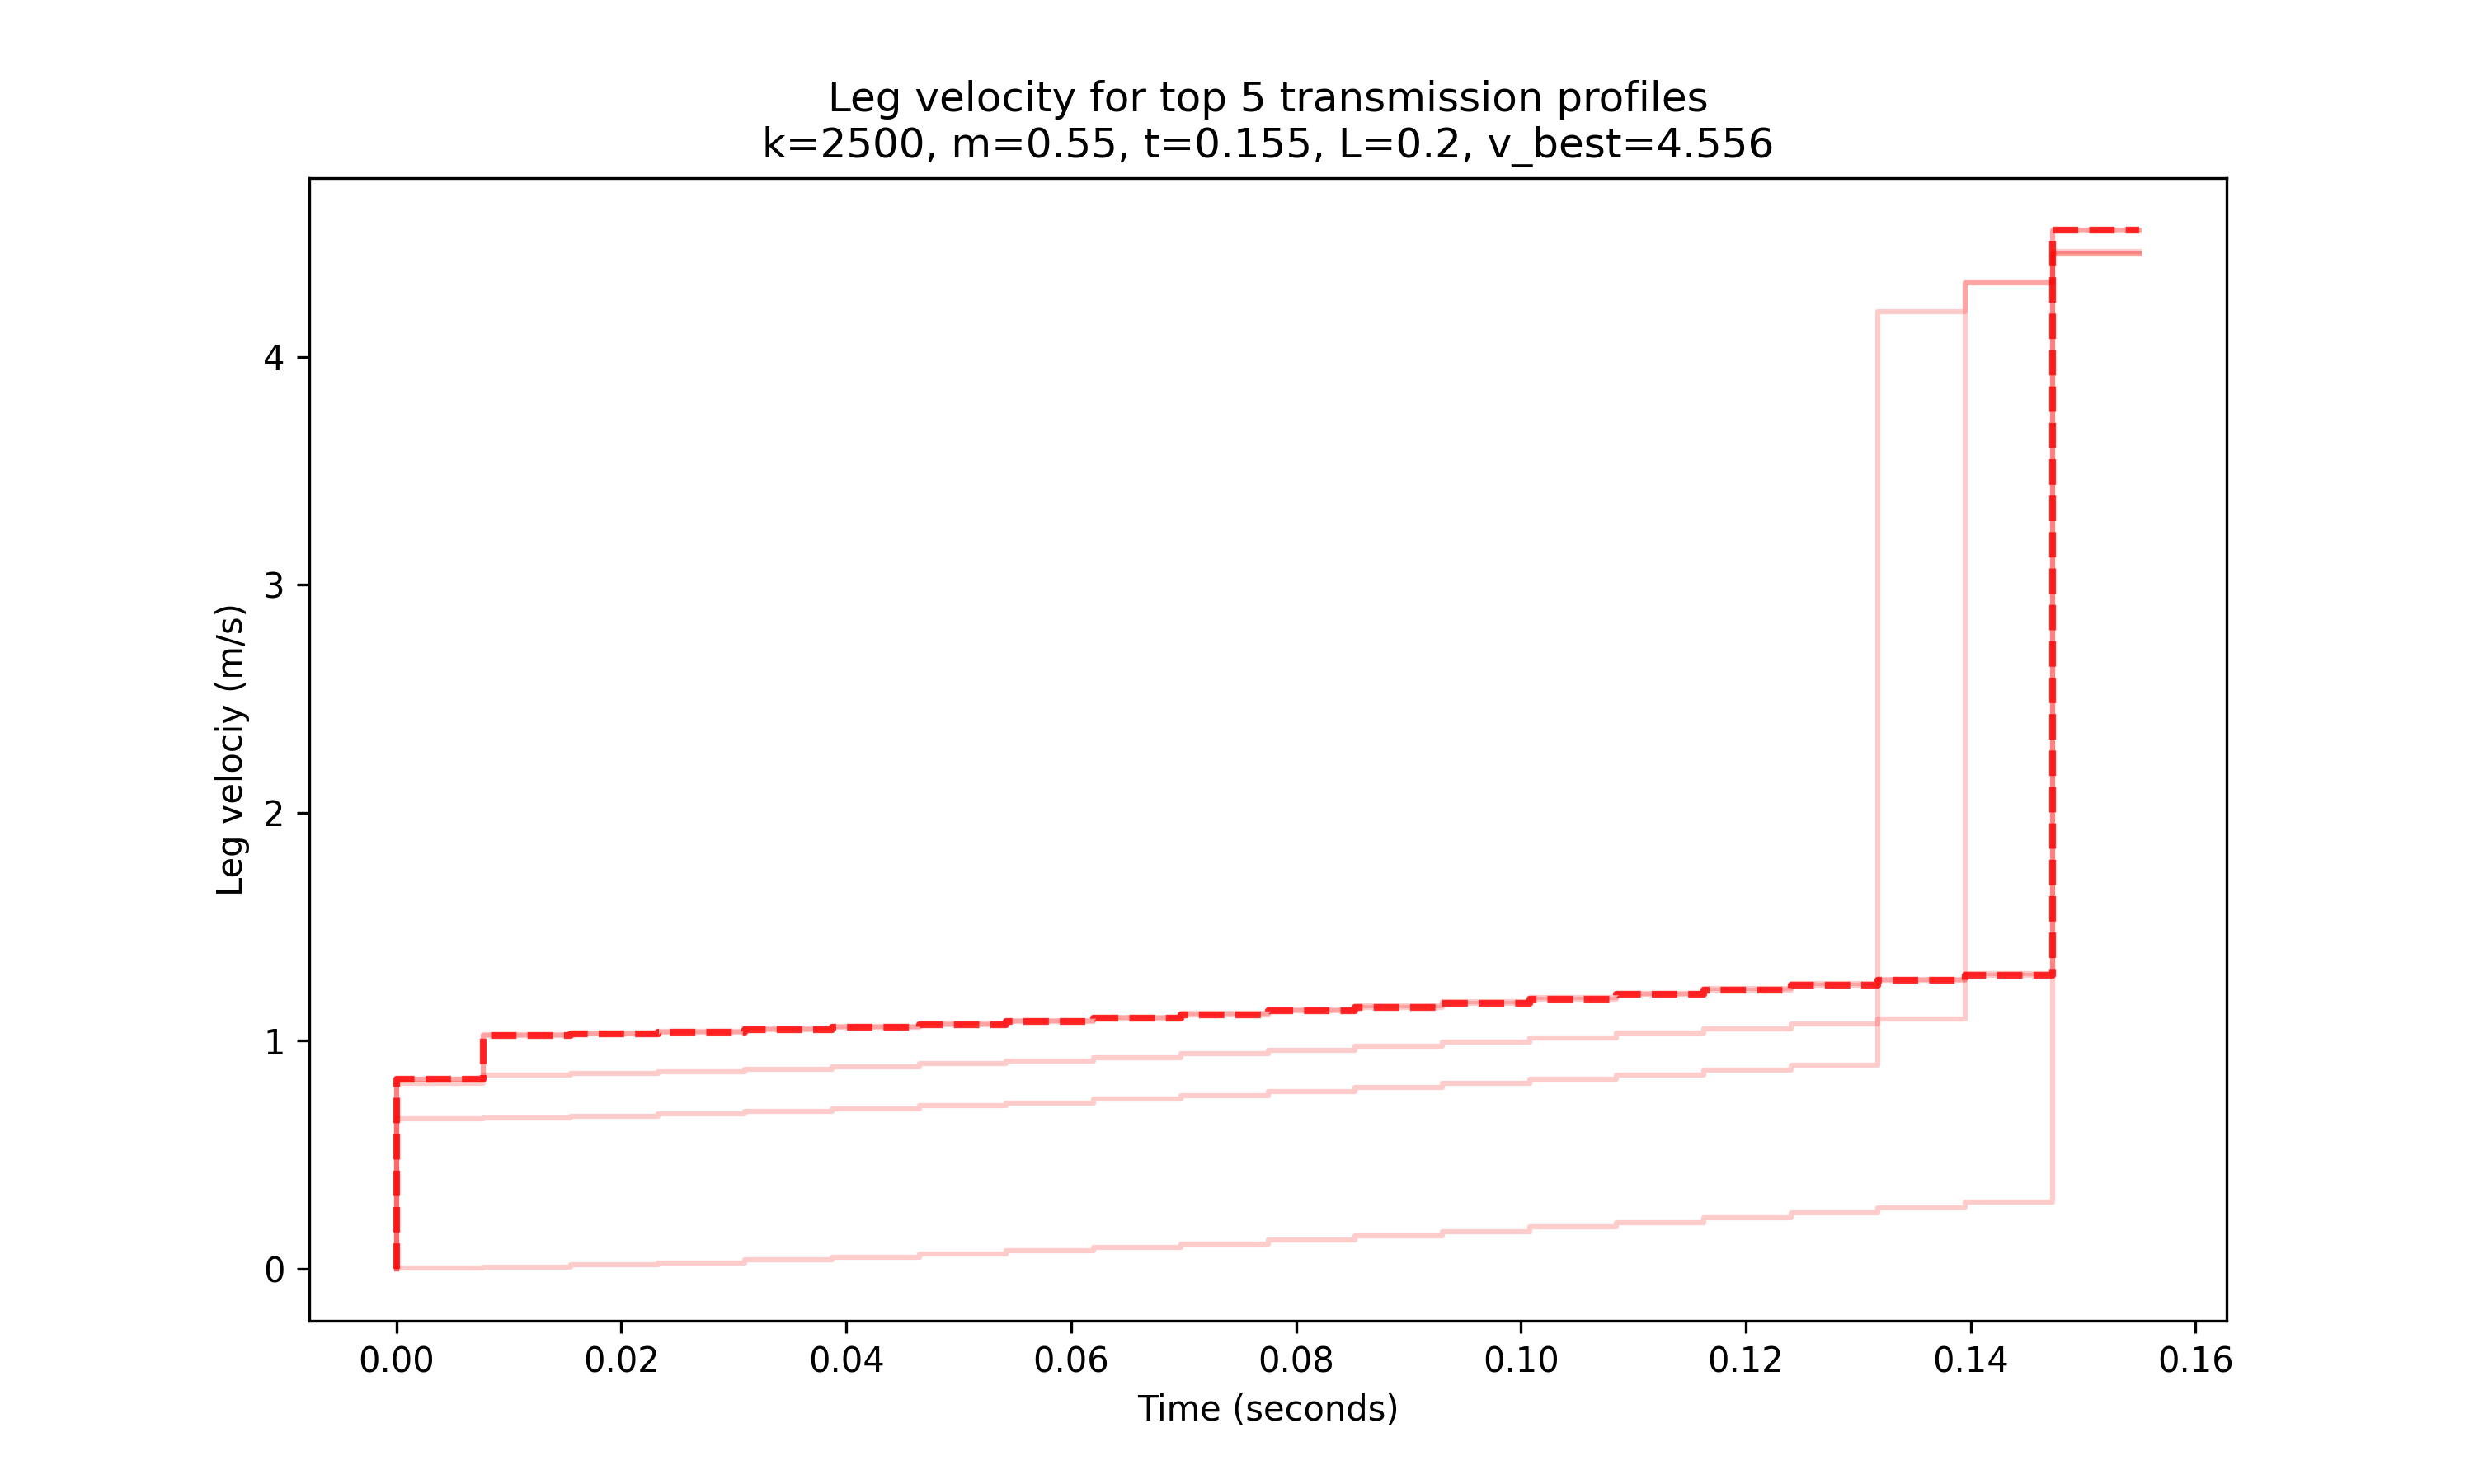 Leg velocity for top 5 transmission profiles
k=2500, m=0.55, t=0.155, L=0.2, v_best=4.556
Leg velociy (m/s)
4
3
2
1
0
0.00 0.02 0.04 0.06 0.08 0.10 0.12 0.14 0.16
Time (seconds)